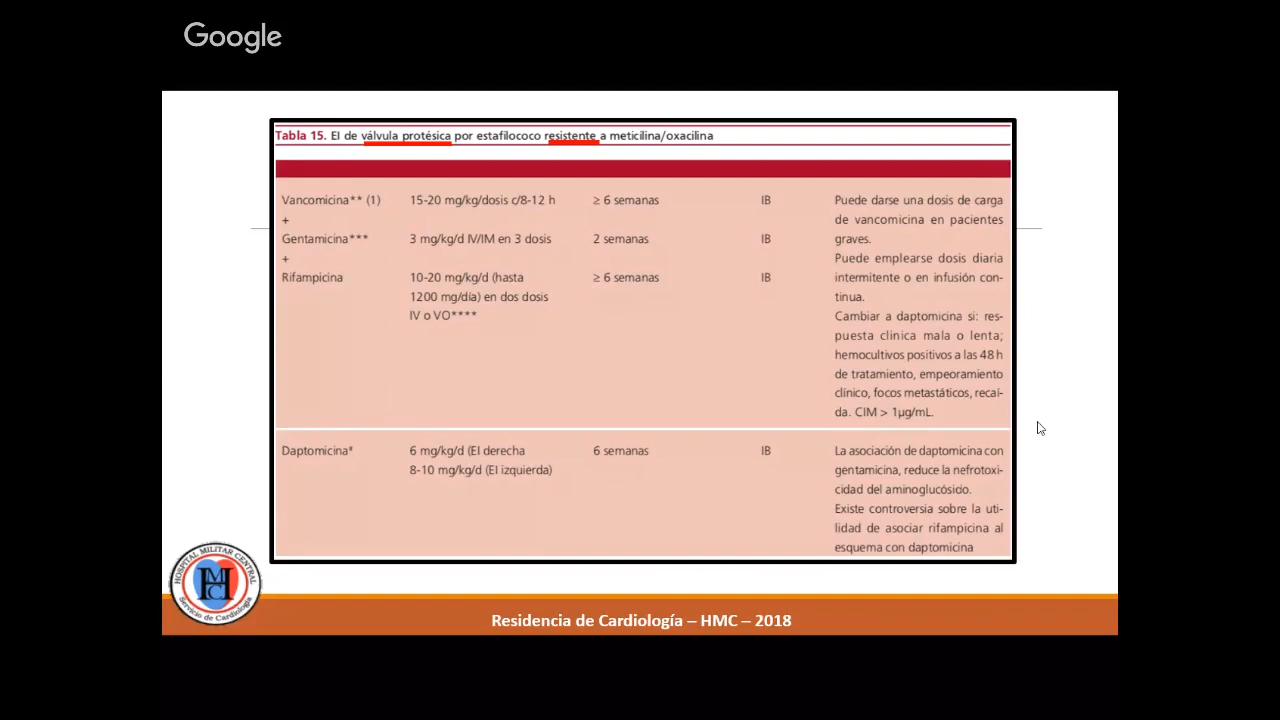 Google
Tabla 15. EI de válvula protésica por estafilococo resistente a meticilina/oxacilina
Vancomicina** (1) 15-20 mg/kg/dosis c/8-12 h ≥ 6 semanas IB
+
Gentamicina*** 3 mg/kg/d IV/IM en 3 dosis 2 semanas IB
+
Rifampicina 10-20 mg/kg/d (hasta ≥ 6 semanas IB
1200 mg/día) en dos dosis
IV o VO****
Puede darse una dosis de carga
de vancomicina en pacientes
graves.
Puede emplearse dosis diaria
intermitente o en infusión con-
tinua.
Cambiar a daptomicina si: res-
puesta clinica mala o lenta;
hemocultivos positivos a las 48 h
de tratamiento, empeoramiento
clínico, focos metastáticos, recaí-
da. CIM > 1µg/mL.
Daptomicina* 6 mg/kg/d (EI derecha 6 semanas IB
8-10 mg/kg/d (EI izquierda)
La asociación de daptomicina con
gentamicina, reduce la nefrotoxi-
cidad del aminoglucósido.
Existe controversia sobre la uti-
lidad de asociar rifampicina al
esquema con daptomicina
HOSPITAL MILITAR CENTRAL
HMC
Servicio de Cardiología
Residencia de Cardiología – HMC – 2018